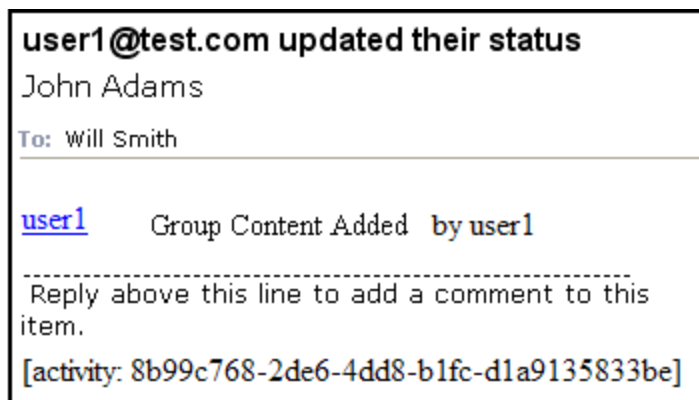 user1@test.com updated their status
John Adams
To: Will Smith
user1 Group Content Added by user1
------------------------------------------------------------
Reply above this line to add a comment to this
item.
[activity: 8b99c768-2de6-4dd8-b1fc-d1a9135833be]